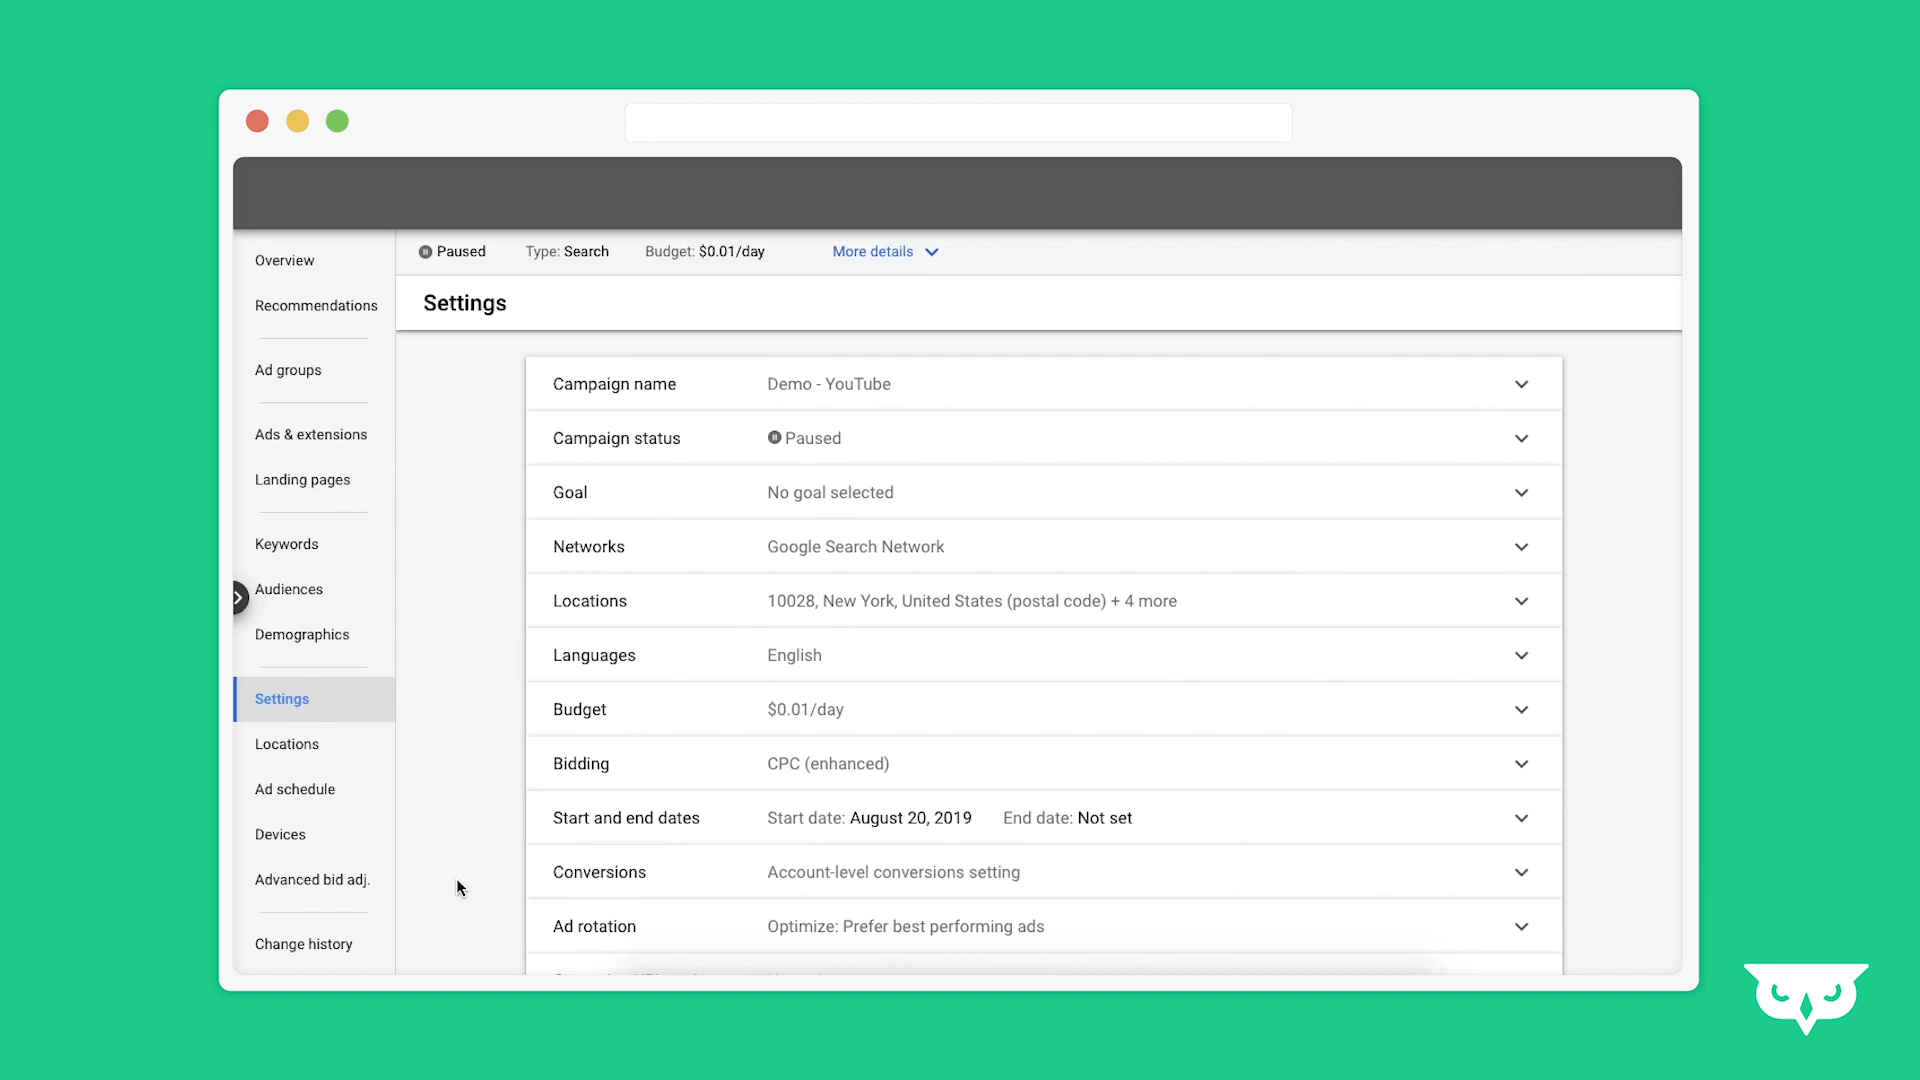 Paused Type: Search Budget: $0.01/day More details
Settings
Overview
Recommendations
Ad groups
Ads & extensions
Landing pages
Keywords
Audiences
Demographics
Settings
Locations
Ad schedule
Devices
Advanced bid adj.
Change history
Campaign name Demo - YouTube
Campaign status Paused
Goal No goal selected
Networks Google Search Network
Locations 10028, New York, United States (postal code) + 4 more
Languages English
Budget $0.01/day
Bidding CPC (enhanced)
Start and end dates Start date: August 20, 2019 End date: Not set
Conversions Account-level conversions setting
Ad rotation Optimize: Prefer best performing ads